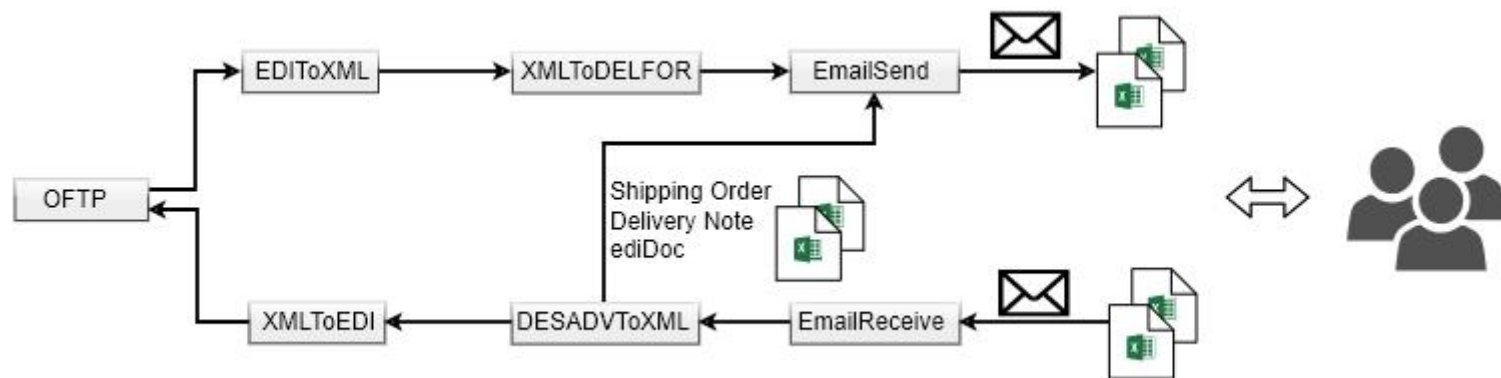 EDIToXML
XMLToDELFOR
EmailSend
OFTP
Shipping Order
Delivery Note
ediDoc
XMLToEDI
DESADVToXML
EmailReceive
X
X
X
X
X
X